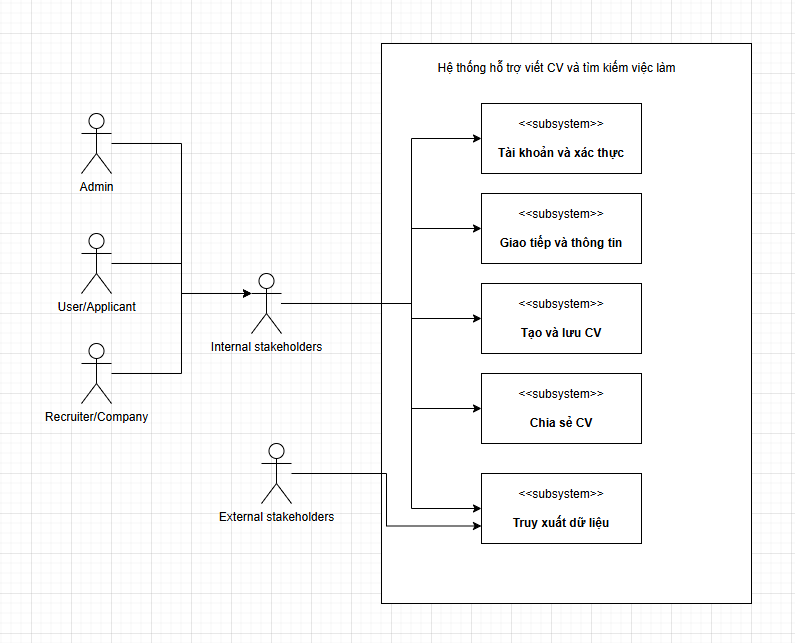 Hệ thống hỗ trợ viết CV và tìm kiếm việc làm
Admin
User/Applicant
Recruiter/Company
Internal stakeholders
External stakeholders
<<subsystem>>
Tài khoản và xác thực
<<subsystem>>
Giao tiếp và thông tin
<<subsystem>>
Tạo và lưu CV
<<subsystem>>
Chia sẻ CV
<<subsystem>>
Truy xuất dữ liệu